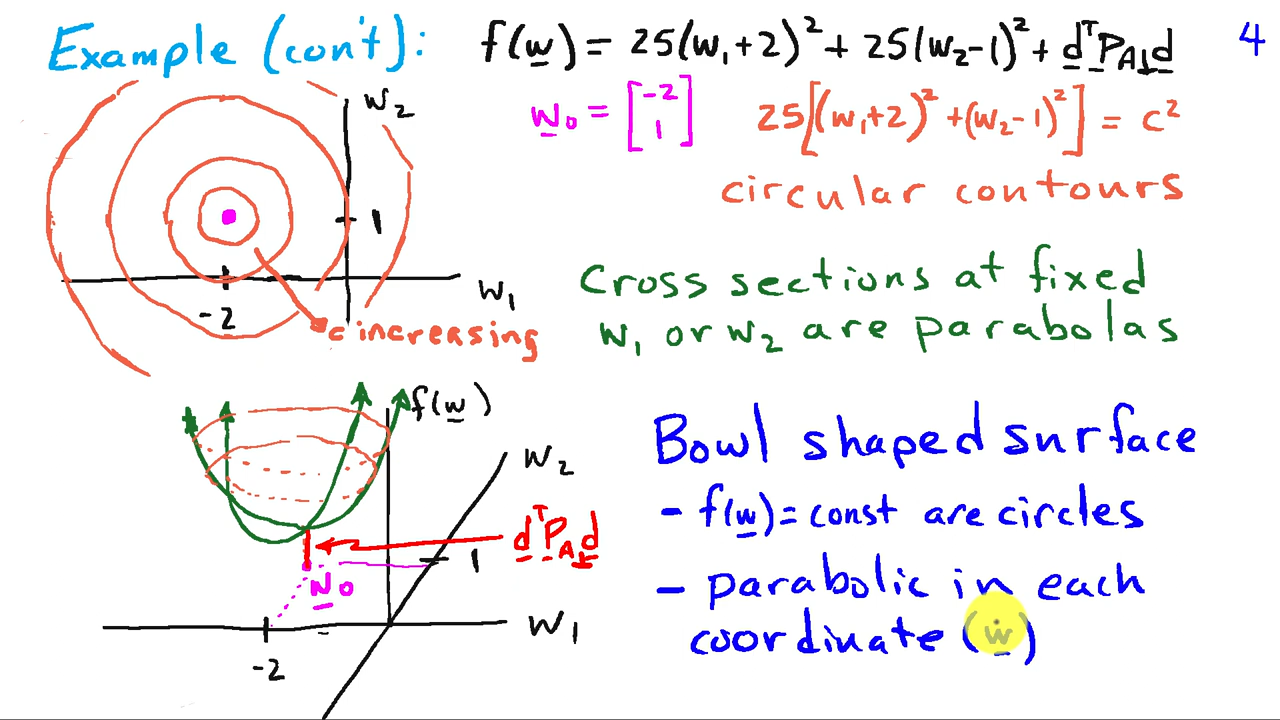 Example (con't): f(w) = 25(w₁+2)² + 25(w₂-1)² + dᵀP_A⊥d 4
w₀ = [-2 1] 25[(w₁+2)² + (w₂-1)²] = c²
circular contours
w₂
1
w₁
-2
c increasing
Cross sections at fixed
w₁ or w₂ are parabolas
f(w)
w₂
dᵀP_A⊥d
1
w₀
w₁
-2
Bowl shaped surface
- f(w) = const are circles
- parabolic in each
coordinate (w)